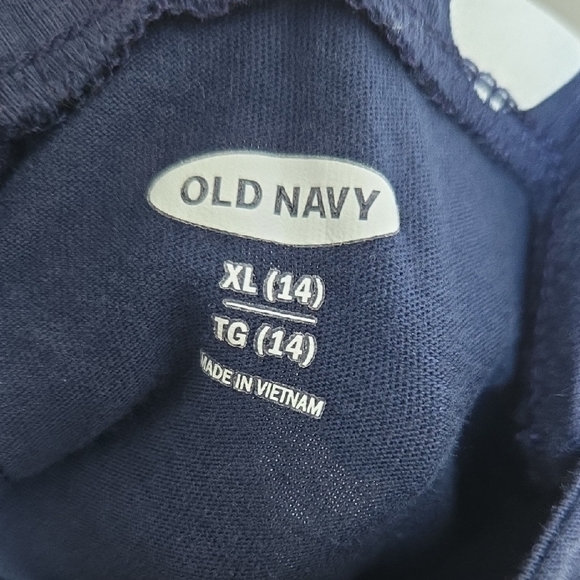 OLD NAVY
XL (14)
TG (14)
MADE IN VIETNAM